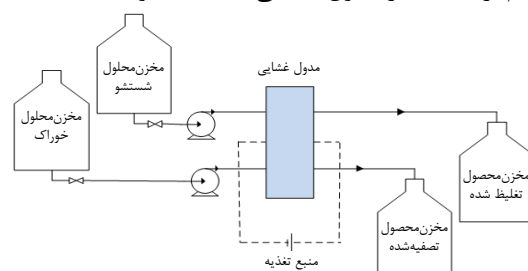 مدول غشایی
مخزن‌محلول
شستشو
مخزن‌محلول
خوراک
مخزن‌محصول
تغلیظ شده
مخزن‌محصول
تصفیه‌شده
منبع تغذیه